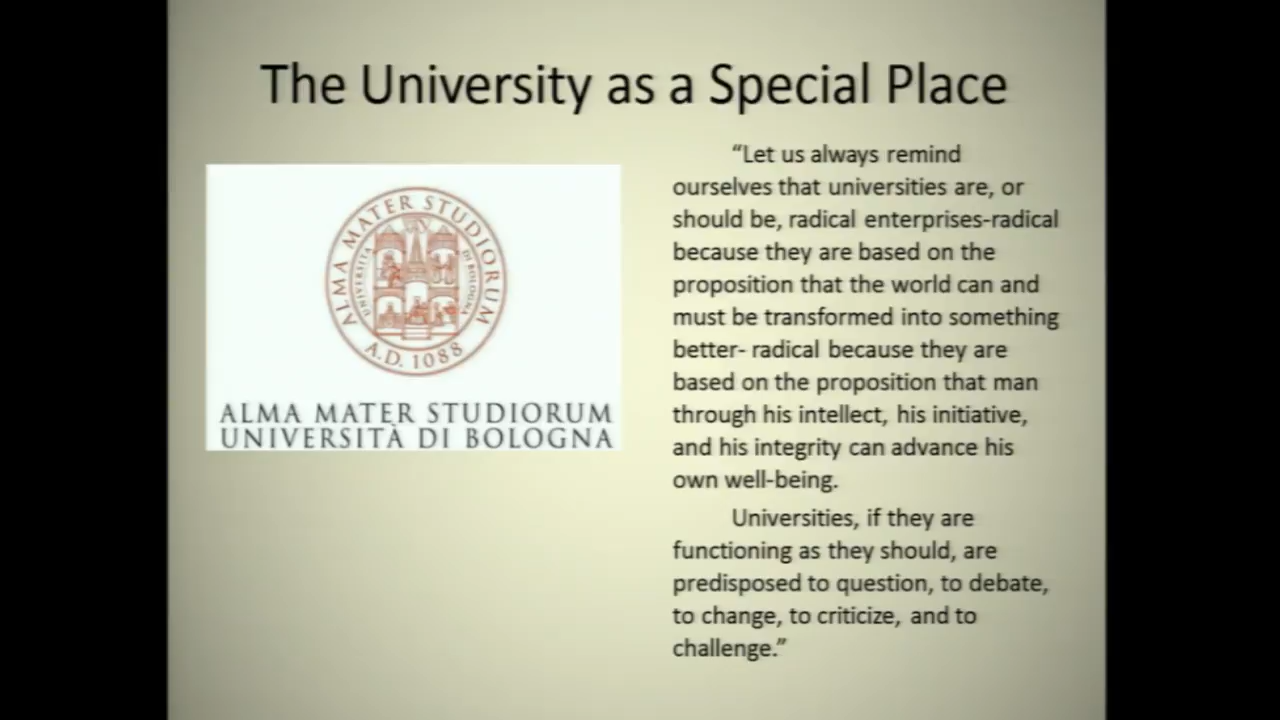 The University as a Special Place
ALMA MATER STUDIORUM
UNIVERSITÀ DI BOLOGNA
A.D. 1088
ALMA MATER STUDIORUM
UNIVERSITÀ DI BOLOGNA
“Let us always remind
ourselves that universities are, or
should be, radical enterprises-radical
because they are based on the
proposition that the world can and
must be transformed into something
better- radical because they are
based on the proposition that man
through his intellect, his initiative,
and his integrity can advance his
own well-being.
Universities, if they are
functioning as they should, are
predisposed to question, to debate,
to change, to criticize, and to
challenge.”